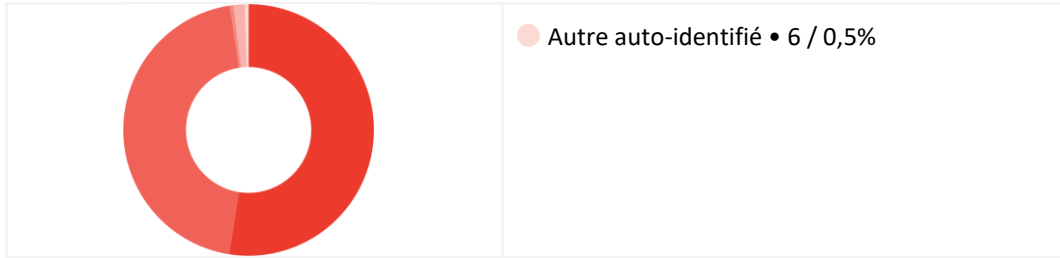 Autre auto-identifié • 6 / 0,5%